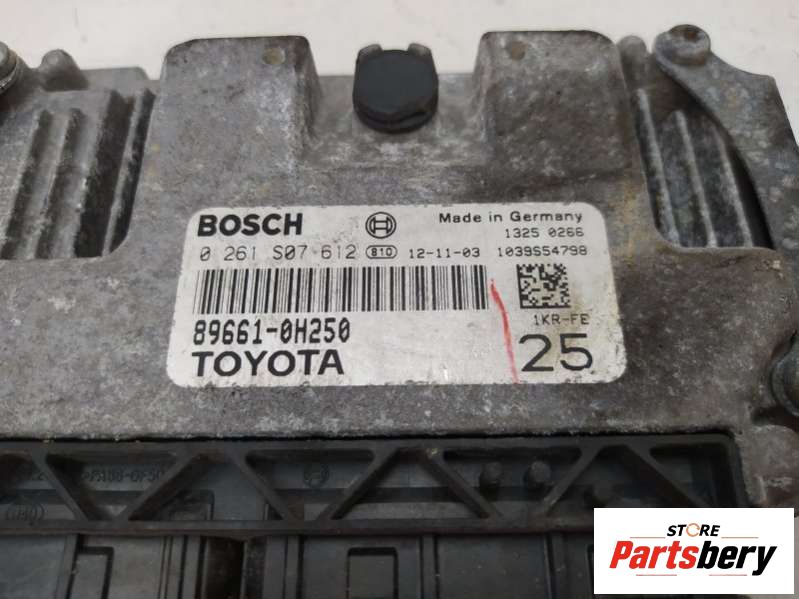 BOSCH Made in Germany
1325 0266
0 261 S07 612 810 12-11-03 1039S54798
89661-0H250
1KR-FE
TOYOTA 25
STORE
Partsbery